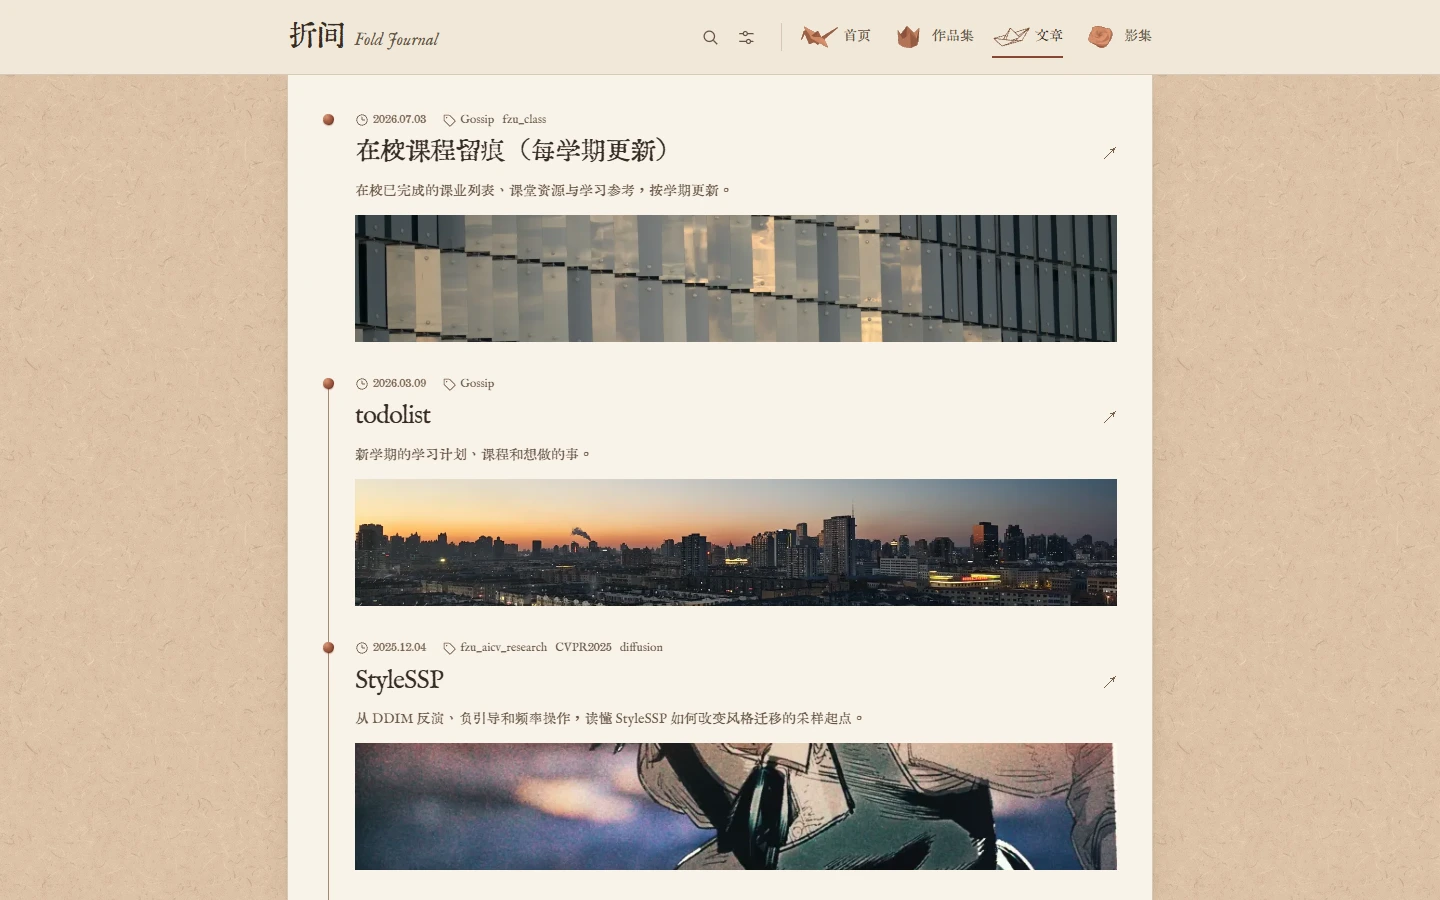 折间 Fold Journal 首页 作品集 文章 影集
2026.07.03 Gossip fzu_class
在校课程留痕（每学期更新）
在校已完成的课业列表、课堂资源与学习参考，按学期更新。
2026.03.09 Gossip
todolist
新学期的学习计划、课程和想做的事。
2025.12.04 fzu_aicv_research CVPR2025 diffusion
StyleSSP
从 DDIM 反演、负引导和频率操作，读懂 StyleSSP 如何改变风格迁移的采样起点。